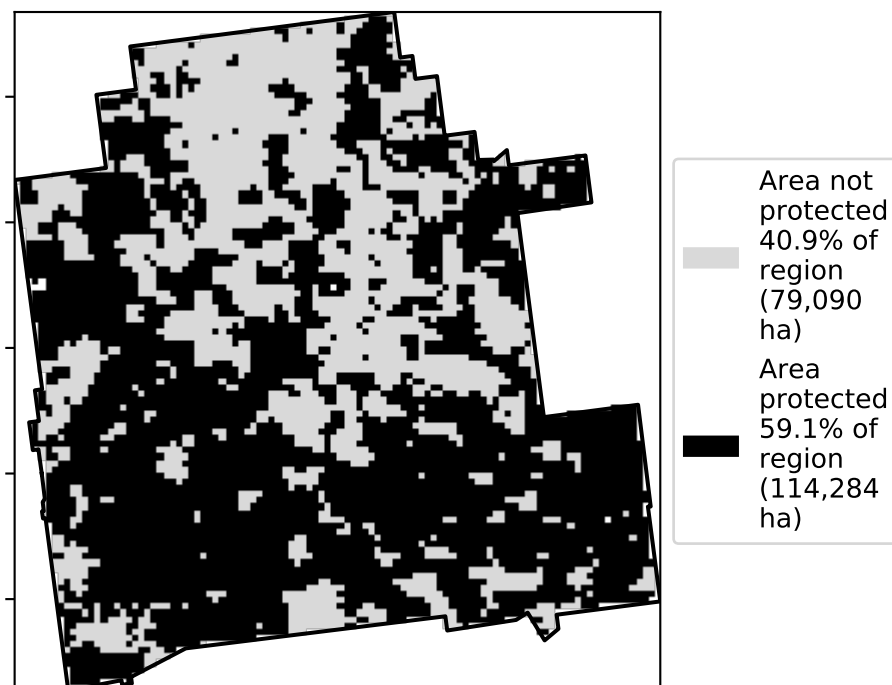 Area not
protected
40.9% of
region
(79,090
ha)
Area
protected
59.1% of
region
(114,284
ha)